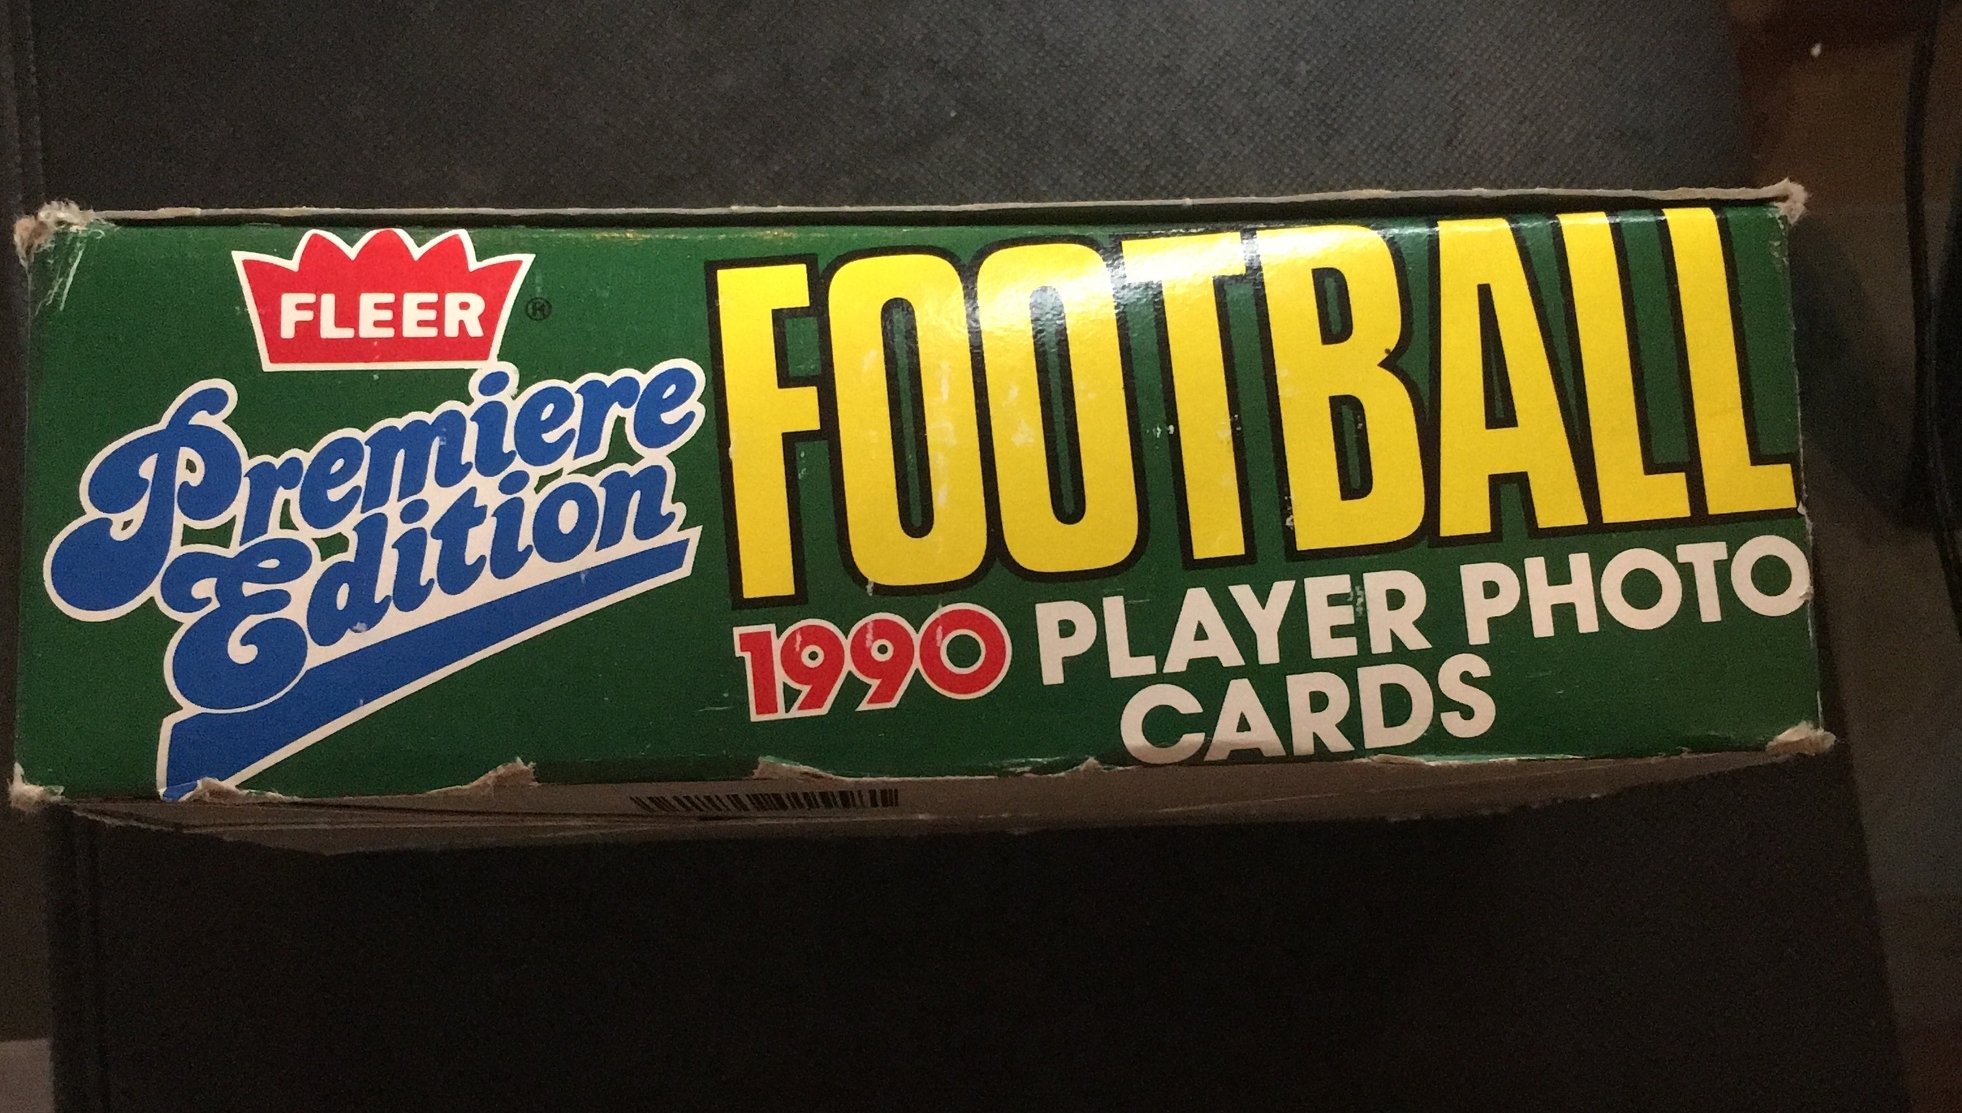 FLEER ®
Premiere
Edition
FOOTBALL
1990 PLAYER PHOTO
CARDS